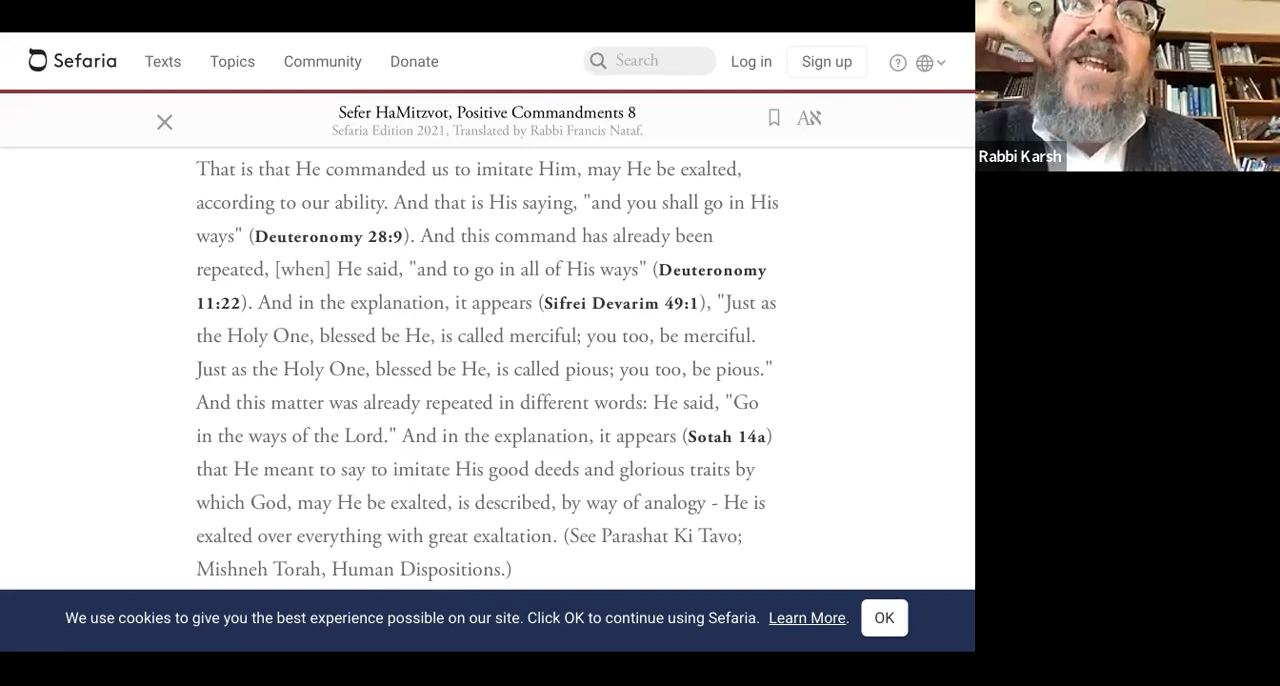 Sefaria Texts Topics Community Donate Search Log in Sign up
Sefer HaMitzvot, Positive Commandments 8
Sefaria Edition 2021, Translated by Rabbi Francis Nataf.
Aא
Rabbi Karsh
That is that He commanded us to imitate Him, may He be exalted,
according to our ability. And that is His saying, "and you shall go in His
ways" (Deuteronomy 28:9). And this command has already been
repeated, [when] He said, "and to go in all of His ways" (Deuteronomy
11:22). And in the explanation, it appears (Sifrei Devarim 49:1), "Just as
the Holy One, blessed be He, is called merciful; you too, be merciful.
Just as the Holy One, blessed be He, is called pious; you too, be pious."
And this matter was already repeated in different words: He said, "Go
in the ways of the Lord." And in the explanation, it appears (Sotah 14a)
that He meant to say to imitate His good deeds and glorious traits by
which God, may He be exalted, is described, by way of analogy - He is
exalted over everything with great exaltation. (See Parashat Ki Tavo;
Mishneh Torah, Human Dispositions.)
We use cookies to give you the best experience possible on our site. Click OK to continue using Sefaria. Learn More. OK